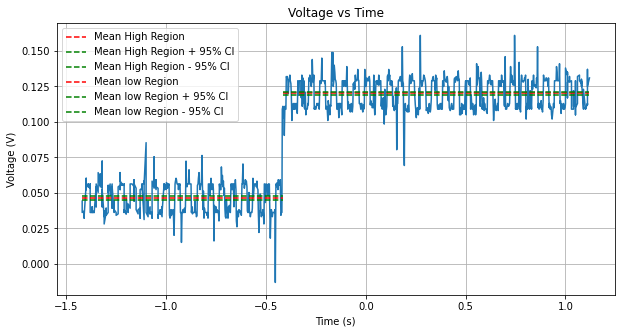 Voltage vs Time
Mean High Region
Mean High Region + 95% CI
Mean High Region - 95% CI
Mean low Region
Mean low Region + 95% CI
Mean low Region - 95% CI
Voltage (V)
0.150
0.125
0.100
0.075
0.050
0.025
0.000
−1.5
−1.0
−0.5
0.0
0.5
1.0
Time (s)